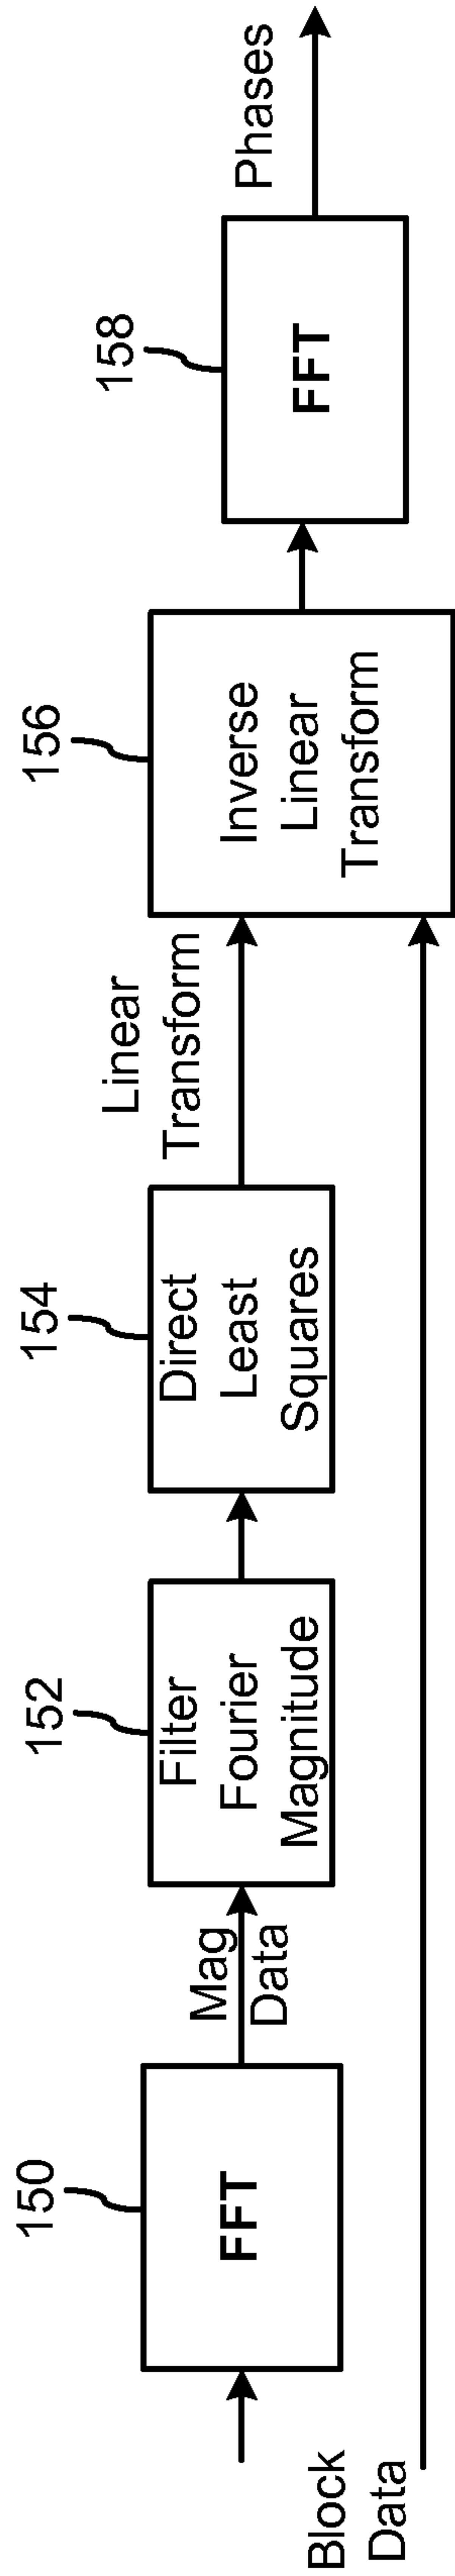 150
FFT
Mag
Data
152
Filter
Fourier
Magnitude
154
Direct
Least
Squares
Linear
Transform
156
Inverse
Linear
Transform
158
FFT
Phases
Block
Data